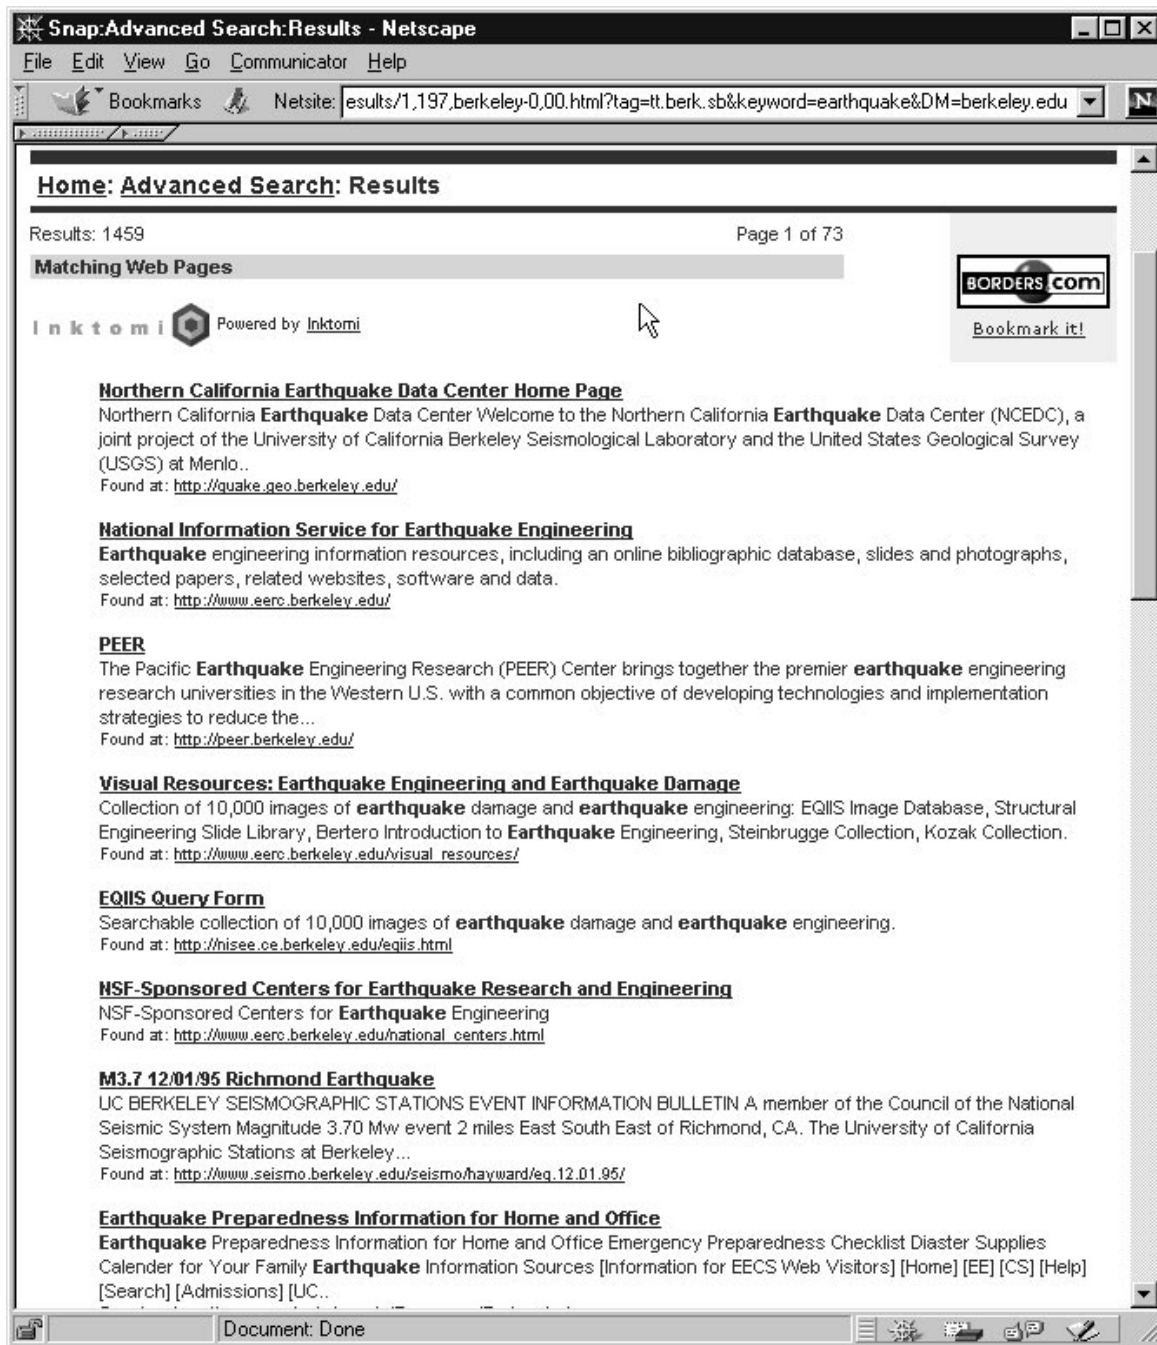 Snap:Advanced Search:Results - Netscape
File Edit View Go Communicator Help
Bookmarks Netsite: esults/1,197,berkeley-0,00.html?tag=tt.berk.sb&keyword=earthquake&DM=berkeley.edu N
Home: Advanced Search: Results
Results: 1459 Page 1 of 73
Matching Web Pages
BORDERS.com
Bookmark it!
Inktomi Powered by Inktomi
Northern California Earthquake Data Center Home Page
Northern California Earthquake Data Center Welcome to the Northern California Earthquake Data Center (NCEDC), a
joint project of the University of California Berkeley Seismological Laboratory and the United States Geological Survey
(USGS) at Menlo..
Found at: http://quake.geo.berkeley.edu/
National Information Service for Earthquake Engineering
Earthquake engineering information resources, including an online bibliographic database, slides and photographs,
selected papers, related websites, software and data.
Found at: http://www.eerc.berkeley.edu/
PEER
The Pacific Earthquake Engineering Research (PEER) Center brings together the premier earthquake engineering
research universities in the Western U.S. with a common objective of developing technologies and implementation
strategies to reduce the...
Found at: http://peer.berkeley.edu/
Visual Resources: Earthquake Engineering and Earthquake Damage
Collection of 10,000 images of earthquake damage and earthquake engineering: EQIIS Image Database, Structural
Engineering Slide Library, Bertero Introduction to Earthquake Engineering, Steinbrugge Collection, Kozak Collection.
Found at: http://www.eerc.berkeley.edu/visual_resources/
EQIIS Query Form
Searchable collection of 10,000 images of earthquake damage and earthquake engineering.
Found at: http://nisee.ce.berkeley.edu/eqiis.html
NSF-Sponsored Centers for Earthquake Research and Engineering
NSF-Sponsored Centers for Earthquake Engineering
Found at: http://www.eerc.berkeley.edu/national_centers.html
M3.7 12/01/95 Richmond Earthquake
UC BERKELEY SEISMOGRAPHIC STATIONS EVENT INFORMATION BULLETIN A member of the Council of the National
Seismic System Magnitude 3.70 Mw event 2 miles East South East of Richmond, CA. The University of California
Seismographic Stations at Berkeley...
Found at: http://www.seismo.berkeley.edu/seismo/hayward/eq.12.01.95/
Earthquake Preparedness Information for Home and Office
Earthquake Preparedness Information for Home and Office Emergency Preparedness Checklist Diaster Supplies
Calender for Your Family Earthquake Information Sources [Information for EECS Web Visitors] [Home] [EE] [CS] [Help]
[Search] [Admissions] [UC..
Document: Done